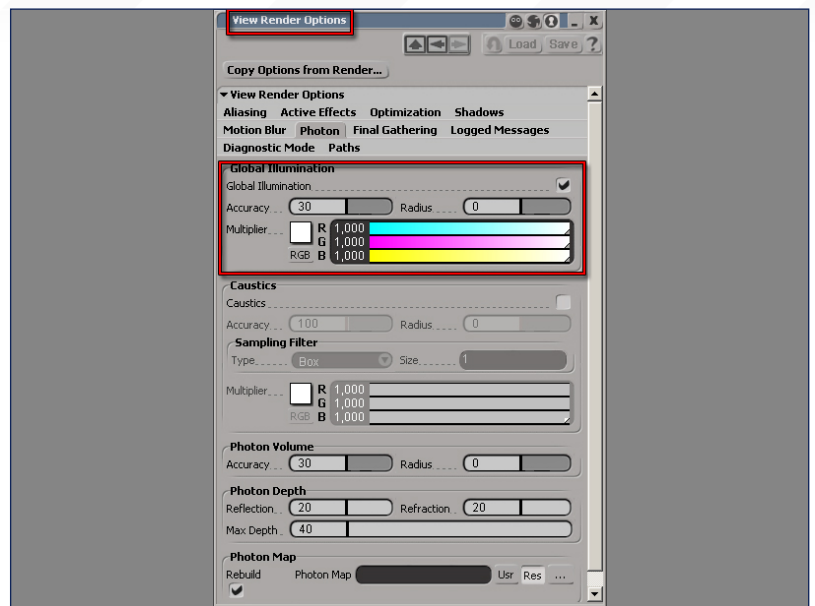 View Render Options
Load Save ?
Copy Options from Render...
View Render Options
Aliasing Active Effects Optimization Shadows
Motion Blur Photon Final Gathering Logged Messages
Diagnostic Mode Paths
Global Illumination
Global Illumination
Accuracy 30 Radius 0
Multiplier R 1,000
G 1,000
RGB B 1,000
Caustics
Caustics
Accuracy 100 Radius 0
Sampling Filter
Type Box Size 1
Multiplier R 1,000
G 1,000
RGB B 1,000
Photon Volume
Accuracy 30 Radius 0
Photon Depth
Reflection 20 Refraction 20
Max Depth 40
Photon Map
Rebuild Photon Map Usr Res ...